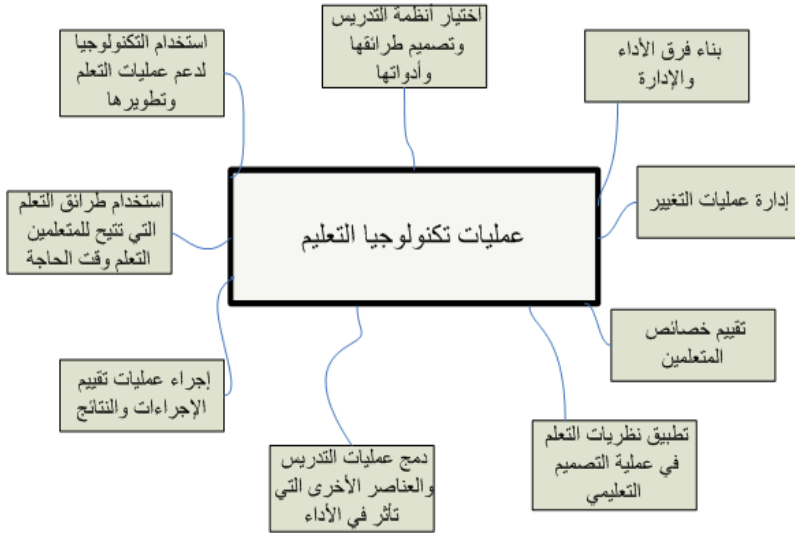 اختيار أنظمة التدريس
وتصميم طرائقها
وأدواتها
بناء فرق الأداء
والإدارة
إدارة عمليات التغيير
تقييم خصائص
المتعلمين
تطبيق نظريات التعلم
في عملية التصميم
التعليمي
دمج عمليات التدريس
والعناصر الأخرى التي
تأثر في الأداء
إجراء عمليات تقييم
الإجراءات والنتائج
استخدام طرائق التعلم
التي تتيح للمتعلمين
التعلم وقت الحاجة
استخدام التكنولوجيا
لدعم عمليات التعلم
وتطويرها
عمليات تكنولوجيا التعليم